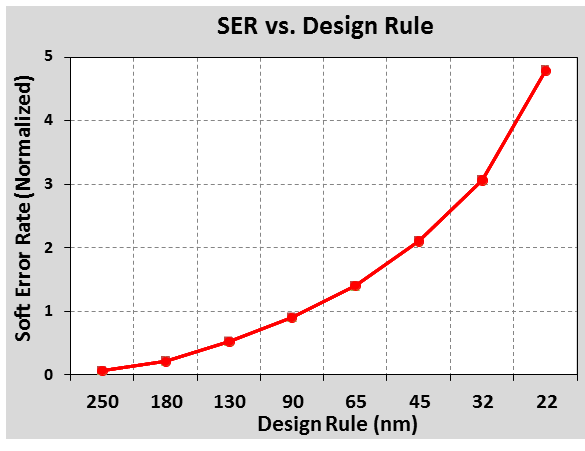 SER vs. Design Rule
Soft Error Rate (Normalized)
5
4
3
2
1
0
250 180 130 90 65 45 32 22
Design Rule (nm)